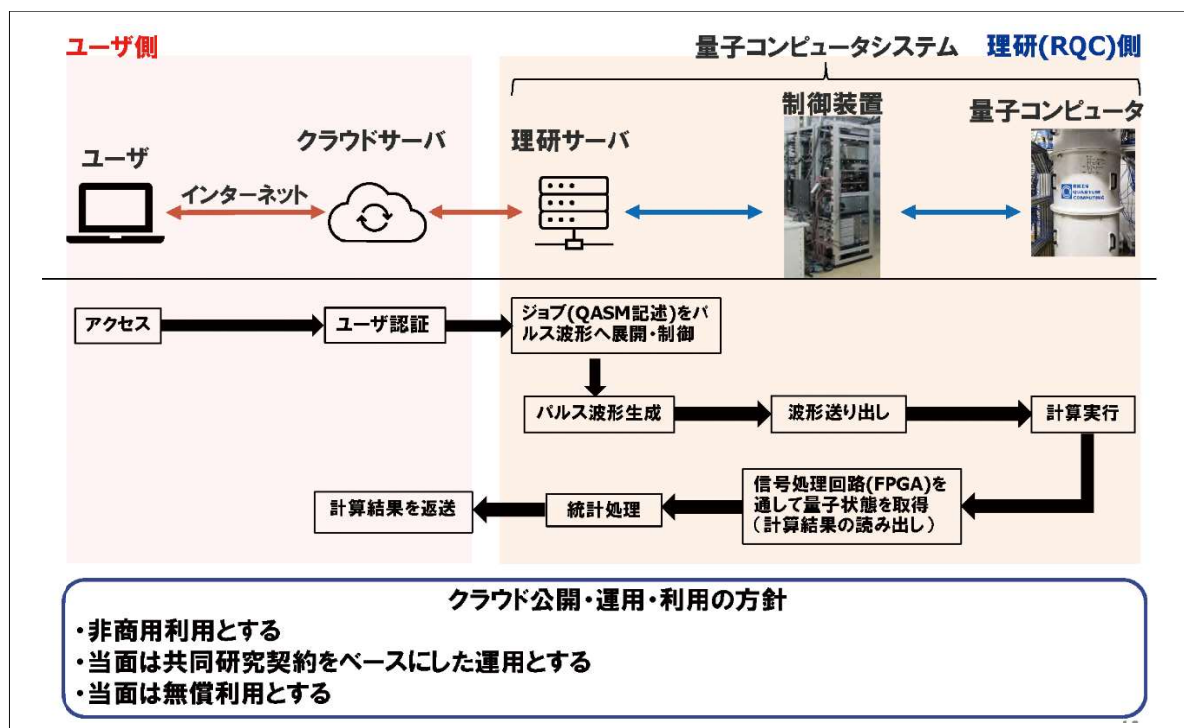 ユーザ側
量子コンピュータシステム
理研(RQC)側
制御装置
量子コンピュータ
クラウドサーバ
理研サーバ
ユーザ
インターネット
QUANTUM
COMPUTING
アクセス
ユーザ認証
ジョブ(QASM記述)をパ
ルス波形へ展開・制御
パルス波形生成
波形送り出し
計算実行
信号処理回路(FPGA)を
通して量子状態を取得
(計算結果の読み出し)
統計処理
計算結果を返送
クラウド公開・運用・利用の方針
・非商用利用とする
・当面は共同研究契約をベースにした運用とする
・当面は無償利用とする